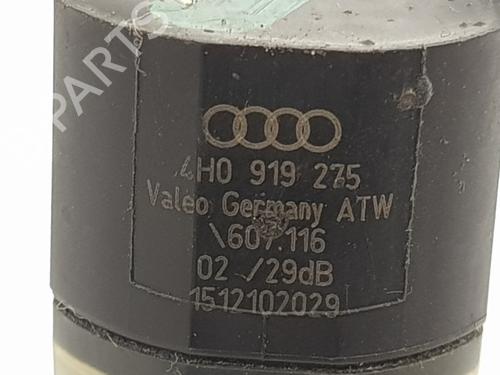 4H0 919 275
Valeo Germany ATW
\607.116
02 /29dB
1512102029